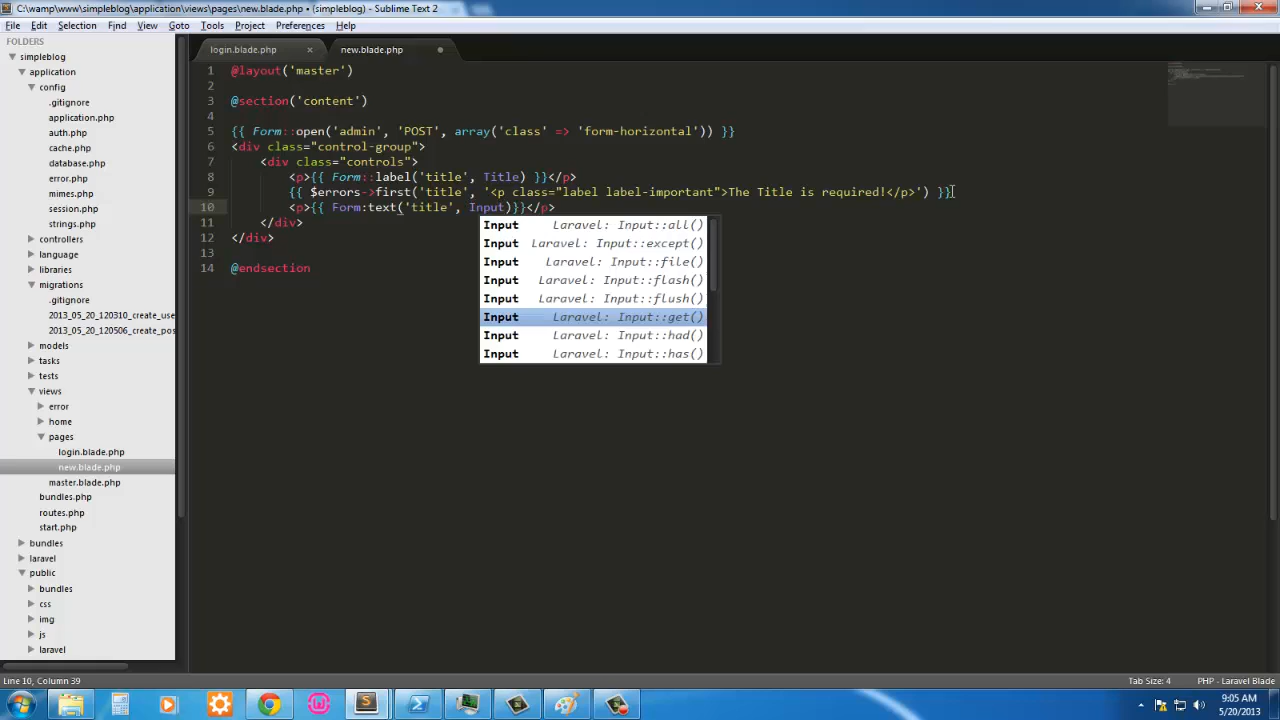 C:\wamp\www\simpleblog\application\views\pages\new.blade.php • (simpleblog) - Sublime Text 2
File Edit Selection Find View Goto Tools Project Preferences Help
FOLDERS
simpleblog
application
config
.gitignore
application.php
auth.php
cache.php
database.php
error.php
mimes.php
session.php
strings.php
controllers
language
libraries
migrations
.gitignore
2013_05_20_120310_create_use
2013_05_20_120506_create_pos
models
tasks
tests
views
error
home
pages
login.blade.php
new.blade.php
master.blade.php
bundles.php
routes.php
start.php
bundles
laravel
public
bundles
css
img
js
laravel
login.blade.php × new.blade.php
1 @layout('master')
2
3 @section('content')
4
5 {{ Form::open('admin', 'POST', array('class' => 'form-horizontal')) }}
6 <div class="control-group">
7 <div class="controls">
8 <p>{{ Form::label('title', Title) }}</p>
9 {{ $errors->first('title', '<p class="label label-important">The Title is required!</p>') }}
10 <p>{{ Form:text('title', Input)}}</p>
11 </div>
12 </div>
13
14 @endsection
Input Laravel: Input::all()
Input Laravel: Input::except()
Input Laravel: Input::file()
Input Laravel: Input::flash()
Input Laravel: Input::flush()
Input Laravel: Input::get()
Input Laravel: Input::had()
Input Laravel: Input::has()
Line 10, Column 39 Tab Size: 4 PHP - Laravel Blade
9:05 AM
5/20/2013